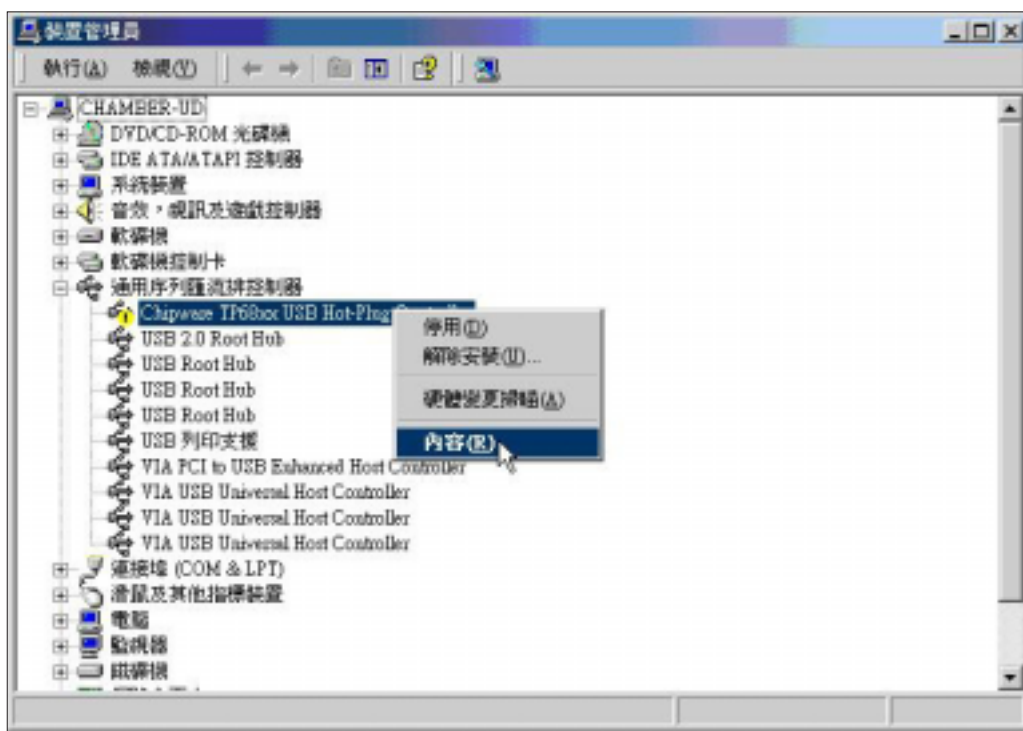 裝置管理員
執行(A) 檢視(V)
CHAMBER-UD
DVD/CD-ROM 光碟機
IDE ATA/ATAPI 控制器
系統裝置
音效，視訊及遊戲控制器
軟碟機
軟碟機控制卡
通用序列匯流排控制器
Chipweae TP68xx USB Hot-Plug
停用(D)
USB 2.0 Root Hub
解除安裝(U)...
USB Root Hub
USB Root Hub
硬體變更掃瞄(A)
USB Root Hub
USB 列印支援
內容(R)
VIA PCI to USB Enhanced Host Controller
VIA USB Universal Host Controller
VIA USB Universal Host Controller
VIA USB Universal Host Controller
連接埠 (COM & LPT)
滑鼠及其他指標裝置
電腦
監視器
磁碟機